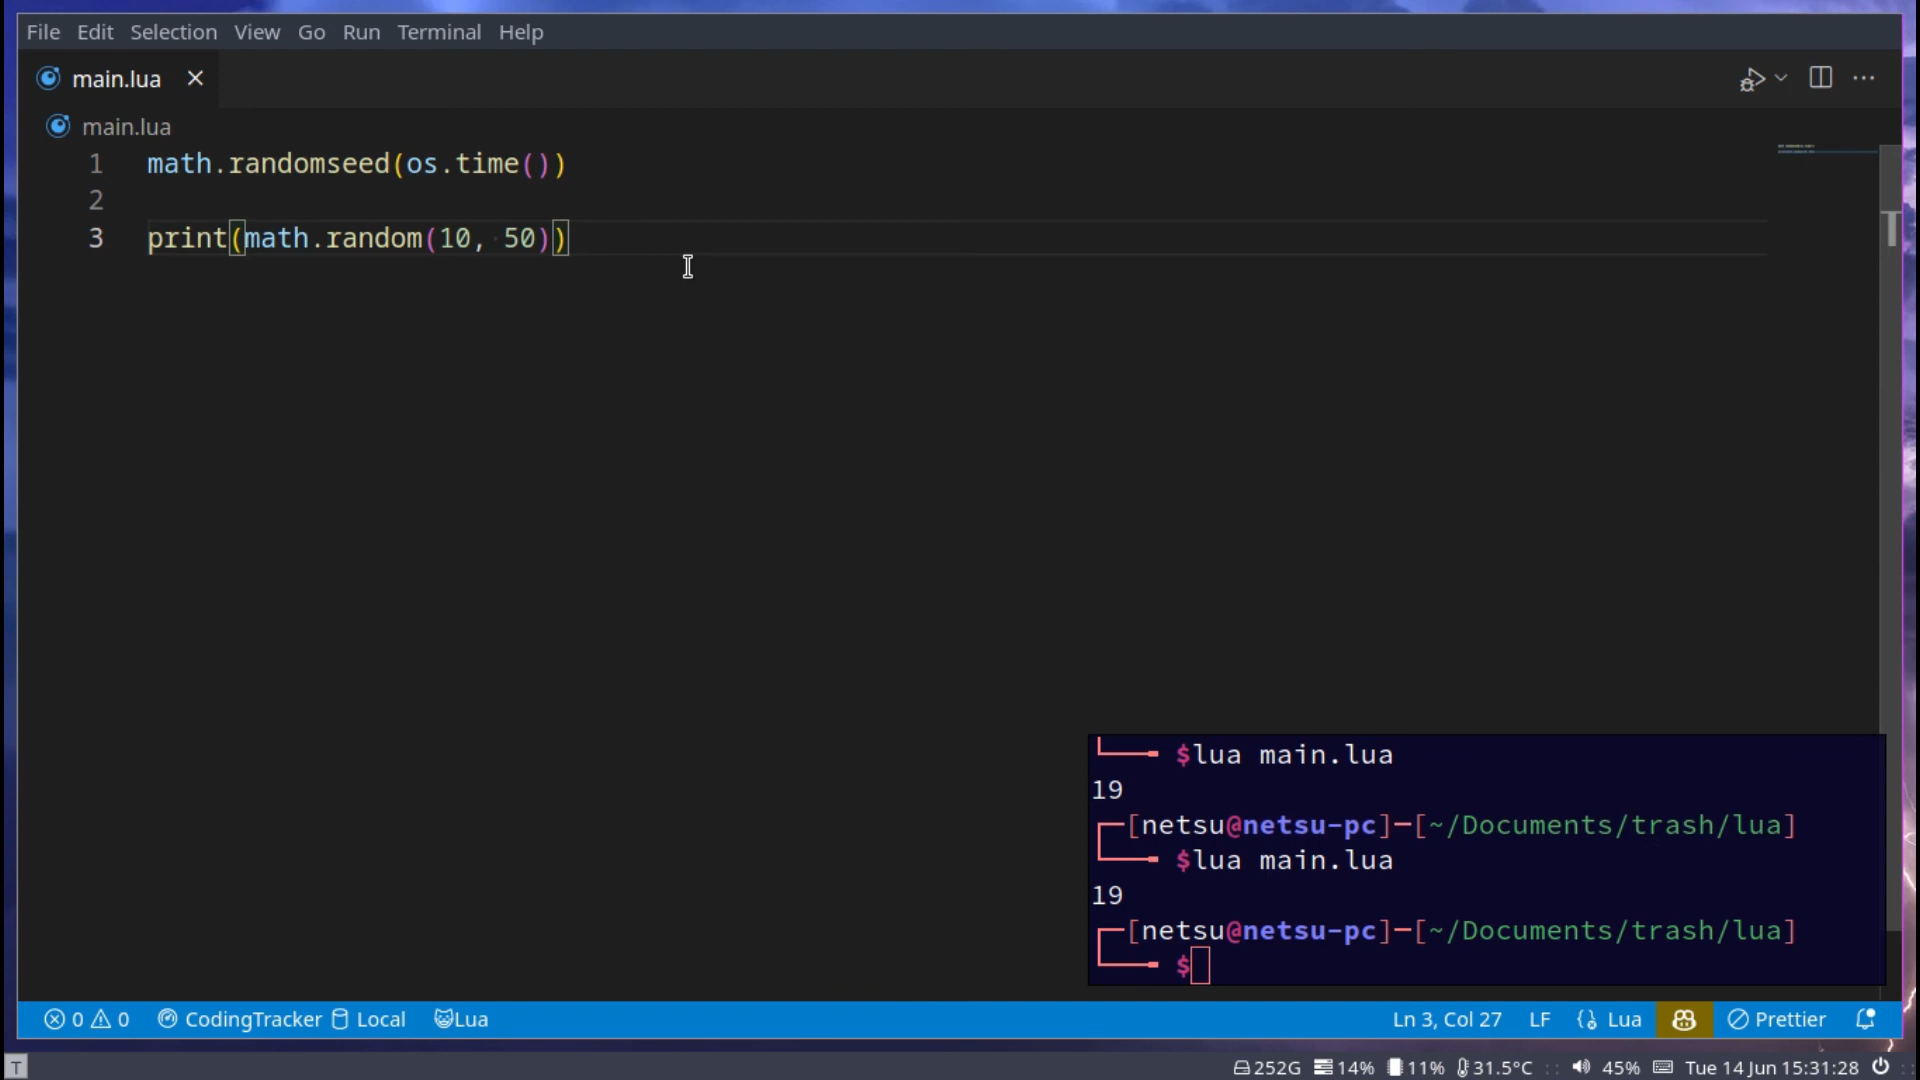 File Edit Selection View Go Run Terminal Help
main.lua
main.lua
1 math.randomseed(os.time())
2
3 print(math.random(10, 50))
$lua main.lua
19
[netsu@netsu-pc]─[~/Documents/trash/lua]
$lua main.lua
19
[netsu@netsu-pc]─[~/Documents/trash/lua]
$
0 0 CodingTracker Local Lua Ln 3, Col 27 LF Lua Prettier
T 252G 14% 11% 31.5°C :: 45% Tue 14 Jun 15:31:28